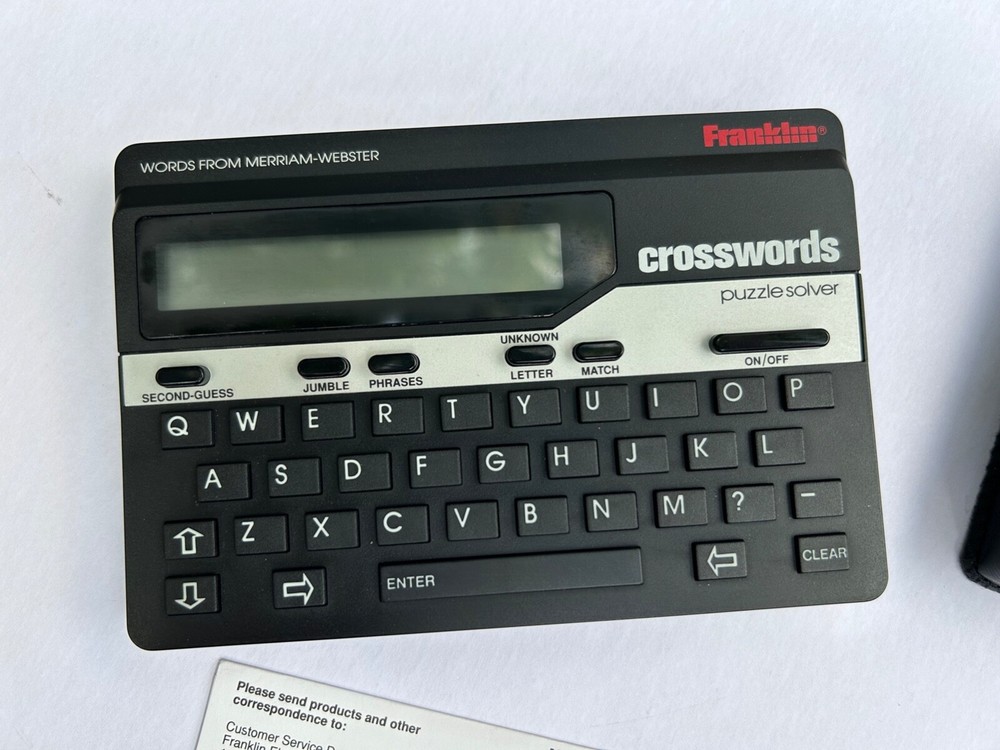 WORDS FROM MERRIAM-WEBSTER
Franklin®
crosswords
puzzle solver
UNKNOWN
SECOND-GUESS JUMBLE PHRASES LETTER MATCH ON/OFF
Q W E R T Y U I O P
A S D F G H J K L
Z X C V B N M ? –
ENTER CLEAR
Please send products and other
correspondence to:
Customer Service
Franklin